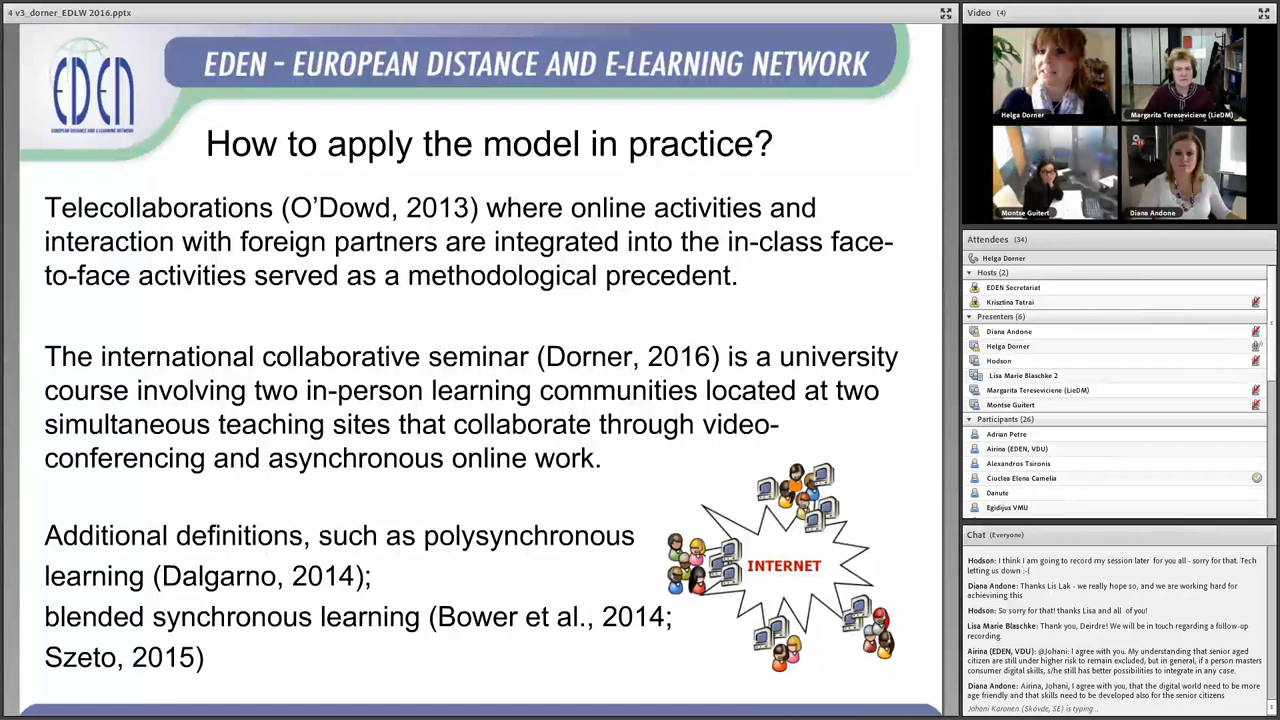 4 v3_dorner_EDLW 2016.pptx
EDEN
EUROPEAN DISTANCE AND E-LEARNING NETWORK
EDEN – EUROPEAN DISTANCE AND E-LEARNING NETWORK
How to apply the model in practice?
Telecollaborations (O’Dowd, 2013) where online activities and
interaction with foreign partners are integrated into the in-class face-
to-face activities served as a methodological precedent.
The international collaborative seminar (Dorner, 2016) is a university
course involving two in-person learning communities located at two
simultaneous teaching sites that collaborate through video-
conferencing and asynchronous online work.
Additional definitions, such as polysynchronous
learning (Dalgarno, 2014);
blended synchronous learning (Bower et al., 2014;
Szeto, 2015)
INTERNET
Video (4)
Helga Dorner
Margarita Tereseviciene (LieDM)
Montse Guitert
Diana Andone
Attendees (34)
Helga Dorner
Hosts (2)
EDEN Secretariat
Krisztina Tatrai
Presenters (6)
Diana Andone
Helga Dorner
Hodson
Lisa Marie Blaschke 2
Margarita Tereseviciene (LieDM)
Montse Guitert
Participants (26)
Adrian Petre
Airina (EDEN, VDU)
Alexandros Tsironis
Ciuclea Elena Camelia
Danute
Egidijus VMU
Chat (Everyone)
Hodson: I think I am going to record my session later for you all - sorry for that. Tech
letting us down :-(
Diana Andone: Thanks Lis Lak - we really hope so, and we are working hard for
achievining this
Hodson: So sorry for that! thanks Lisa and all of you!
Lisa Marie Blaschke: Thank you, Deirdre! We will be in touch regarding a follow-up
recording.
Airina (EDEN, VDU): @Johani: I agree with you. My understanding that senior aged
citizen are still under higher risk to remain excluded, but in general, if a person masters
consumer digital skills, s/he still has better possibilities to integrate in any case.
Diana Andone: Airina, Johani, I agree with you, that the digital world need to be more
age friendly and that skills need to be developed also for the senior citizens
Johani Karonen (Skövde, SE) is typing...